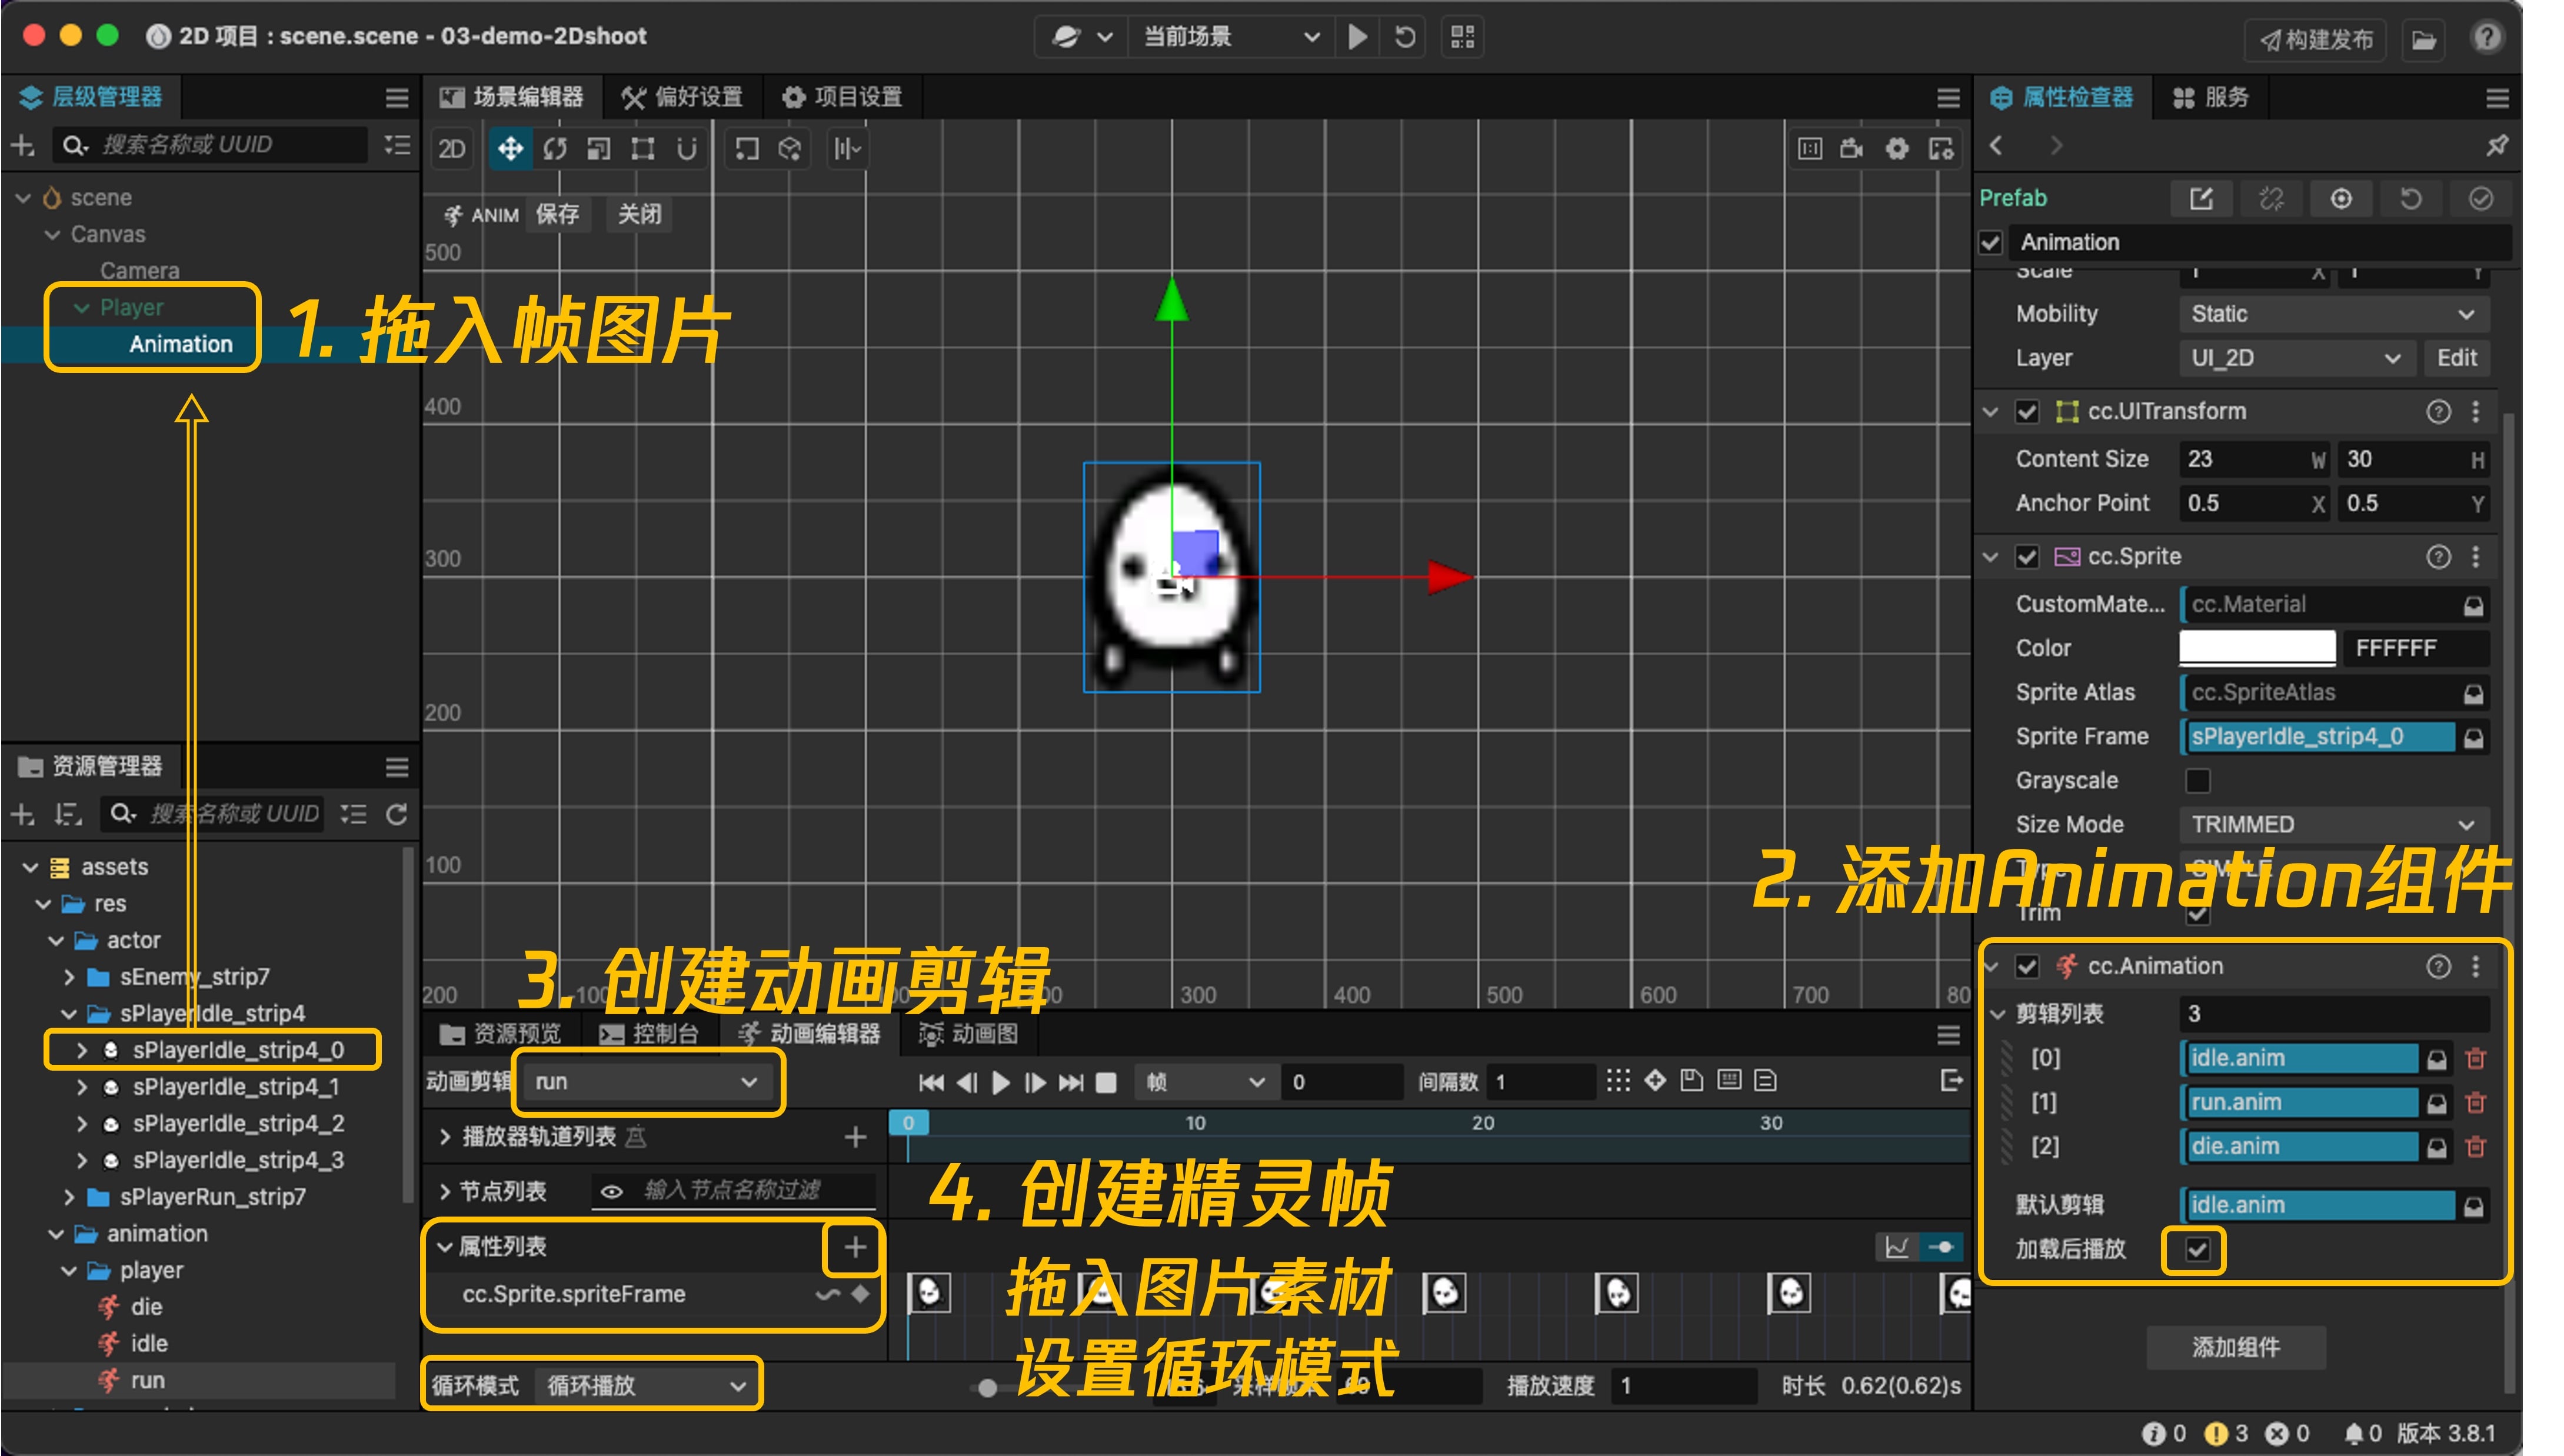 2D 项目：scene.scene - 03-demo-2Dshoot
当前场景
构建发布
层级管理器
搜索名称或 UUID
scene
Canvas
Camera
Player
Animation
1. 拖入帧图片
场景编辑器
偏好设置
项目设置
2D
ANIM
保存
关闭
500
400
300
200
100
200
-100
300
400
500
600
700
80
属性检查器
服务
Prefab
Animation
Scale
1
X
1
Y
Mobility
Static
Layer
UI_2D
Edit
cc.UITransform
Content Size
23
W
30
H
Anchor Point
0.5
X
0.5
Y
cc.Sprite
CustomMate...
cc.Material
Color
FFFFFF
Sprite Atlas
cc.SpriteAtlas
Sprite Frame
sPlayerIdle_strip4_0
Grayscale
Size Mode
TRIMMED
Type
SIMPLE
Trim
2. 添加Animation组件
cc.Animation
剪辑列表
3
[0]
idle.anim
[1]
run.anim
[2]
die.anim
默认剪辑
idle.anim
加载后播放
添加组件
资源管理器
搜索名称或 UUID
assets
res
actor
sEnemy_strip7
sPlayerIdle_strip4
sPlayerIdle_strip4_0
sPlayerIdle_strip4_1
sPlayerIdle_strip4_2
sPlayerIdle_strip4_3
sPlayerRun_strip7
animation
player
die
idle
run
3. 创建动画剪辑
资源预览
控制台
动画编辑器
动画图
动画剪辑
run
帧
0
间隔数
1
播放器轨道列表
0
10
20
30
节点列表
输入节点名称过滤
4. 创建精灵帧
拖入图片素材
设置循环模式
属性列表
cc.Sprite.spriteFrame
循环模式
循环播放
播放速度
1
时长
0.62(0.62)s
0
3
0
0
版本 3.8.1